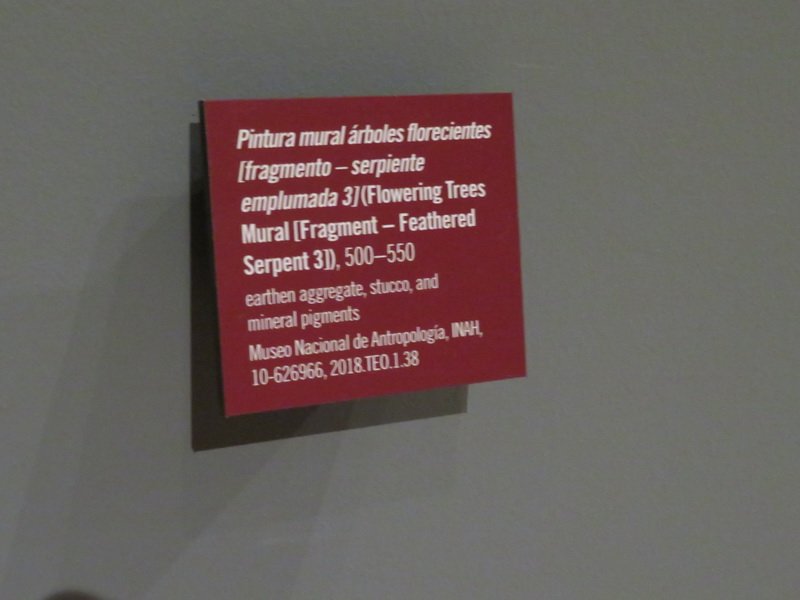 Pintura mural árboles florecientes
[fragmento – serpiente
emplumada 3] (Flowering Trees
Mural [Fragment – Feathered
Serpent 3]), 500–550
earthen aggregate, stucco, and
mineral pigments
Museo Nacional de Antropología, INAH,
10-626966, 2018.TEO.1.38